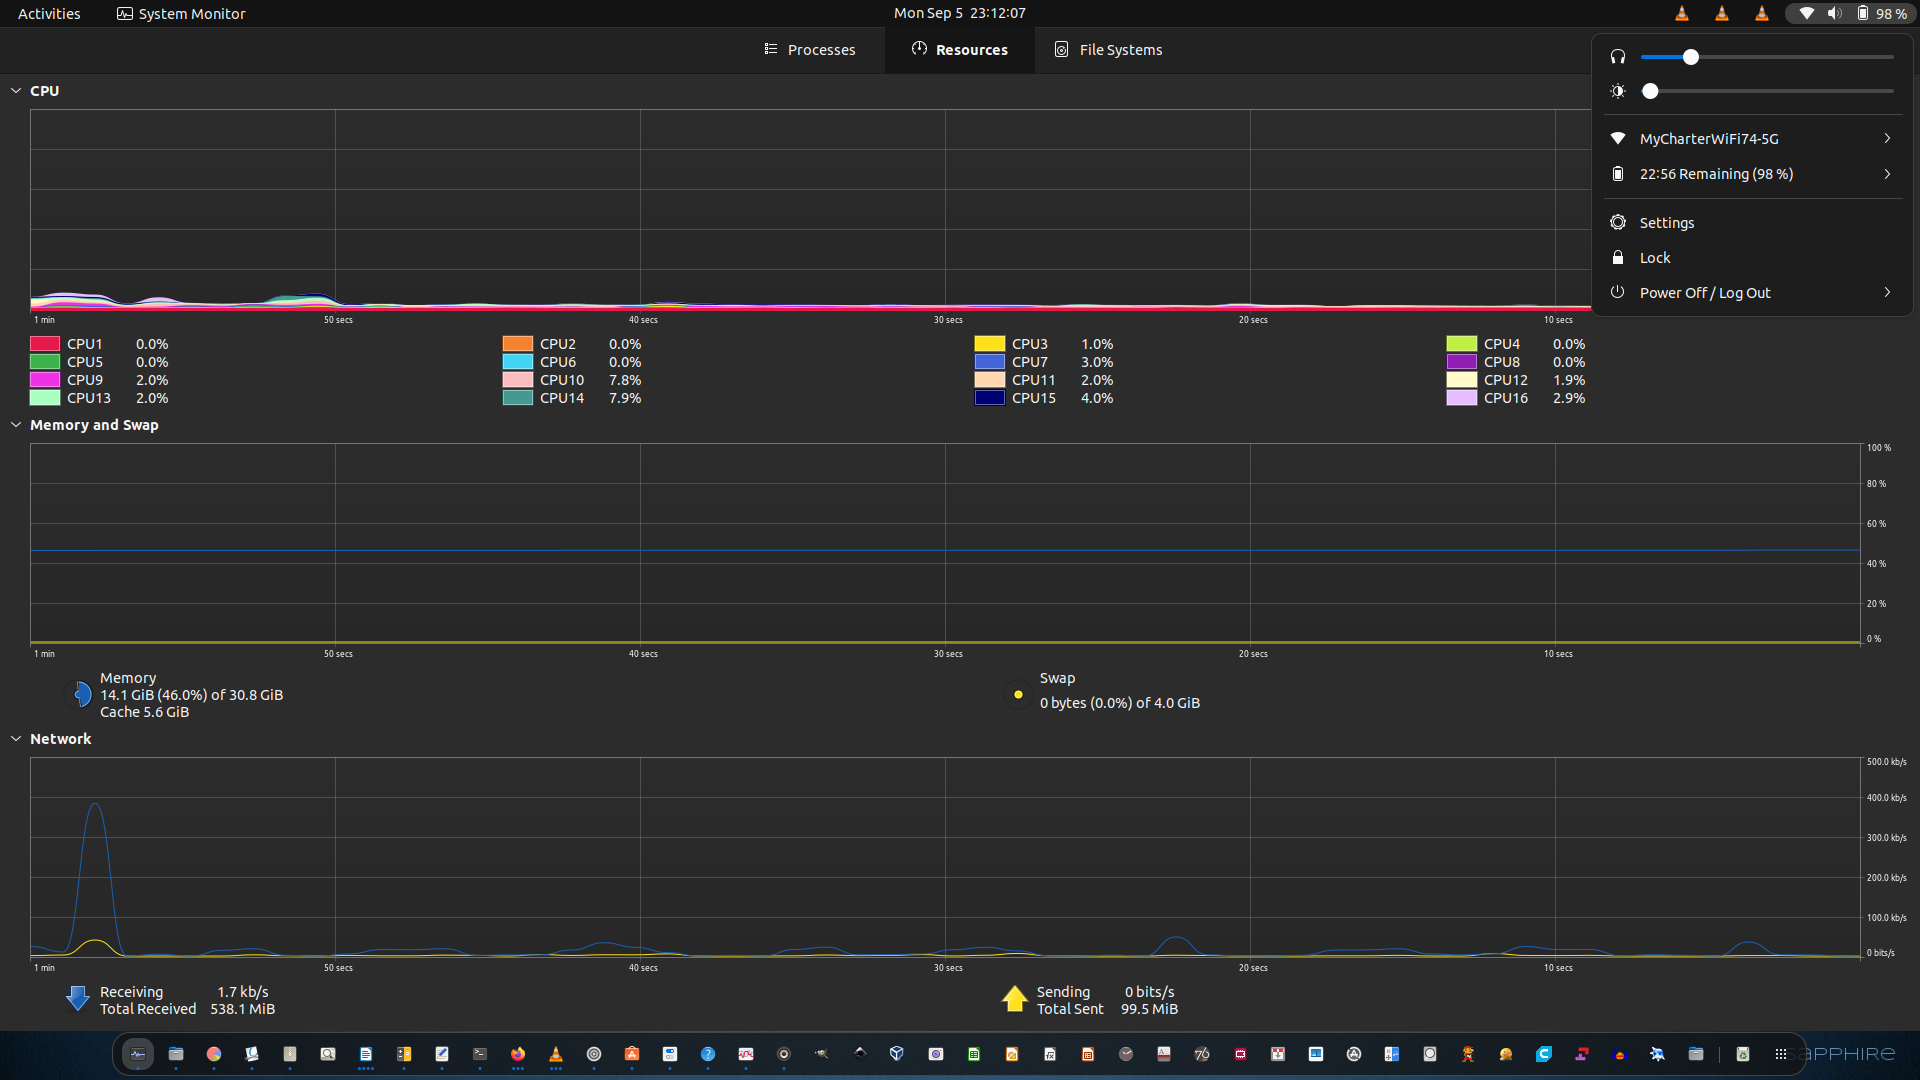 Activities
System Monitor
Mon Sep 5 23:12:07
98 %
Processes
Resources
File Systems
MyCharterWiFi74-5G
22:56 Remaining (98 %)
Settings
Lock
Power Off / Log Out
CPU
1 min 50 secs 40 secs 30 secs 20 secs 10 secs
CPU1 0.0% CPU2 0.0% CPU3 1.0% CPU4 0.0%
CPU5 0.0% CPU6 0.0% CPU7 3.0% CPU8 0.0%
CPU9 2.0% CPU10 7.8% CPU11 2.0% CPU12 1.9%
CPU13 2.0% CPU14 7.9% CPU15 4.0% CPU16 2.9%
Memory and Swap
100 %
80 %
60 %
40 %
20 %
0 %
1 min 50 secs 40 secs 30 secs 20 secs 10 secs
Memory
14.1 GiB (46.0%) of 30.8 GiB
Cache 5.6 GiB
Swap
0 bytes (0.0%) of 4.0 GiB
Network
500.0 kb/s
400.0 kb/s
300.0 kb/s
200.0 kb/s
100.0 kb/s
0 bits/s
1 min 50 secs 40 secs 30 secs 20 secs 10 secs
Receiving 1.7 kb/s
Total Received 538.1 MiB
Sending 0 bits/s
Total Sent 99.5 MiB
76
SAPPHIRE